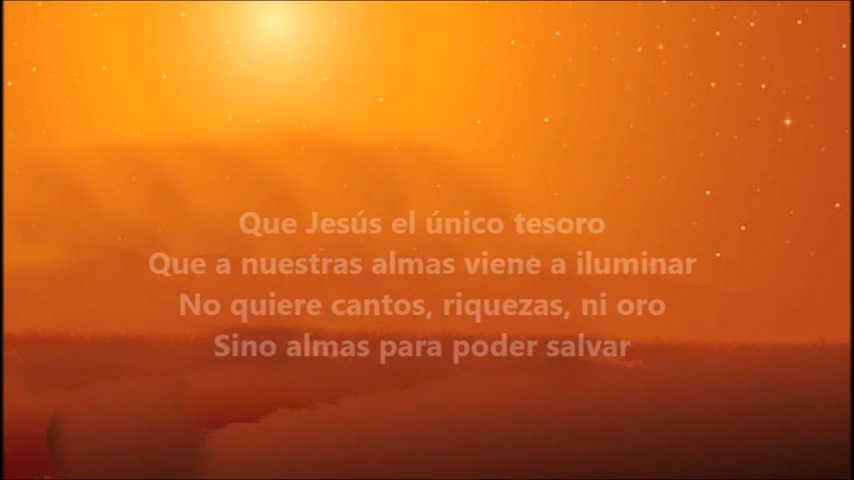 Que Jesús el único tesoro
Que a nuestras almas viene a iluminar
No quiere cantos, riquezas, ni oro
Sino almas para poder salvar